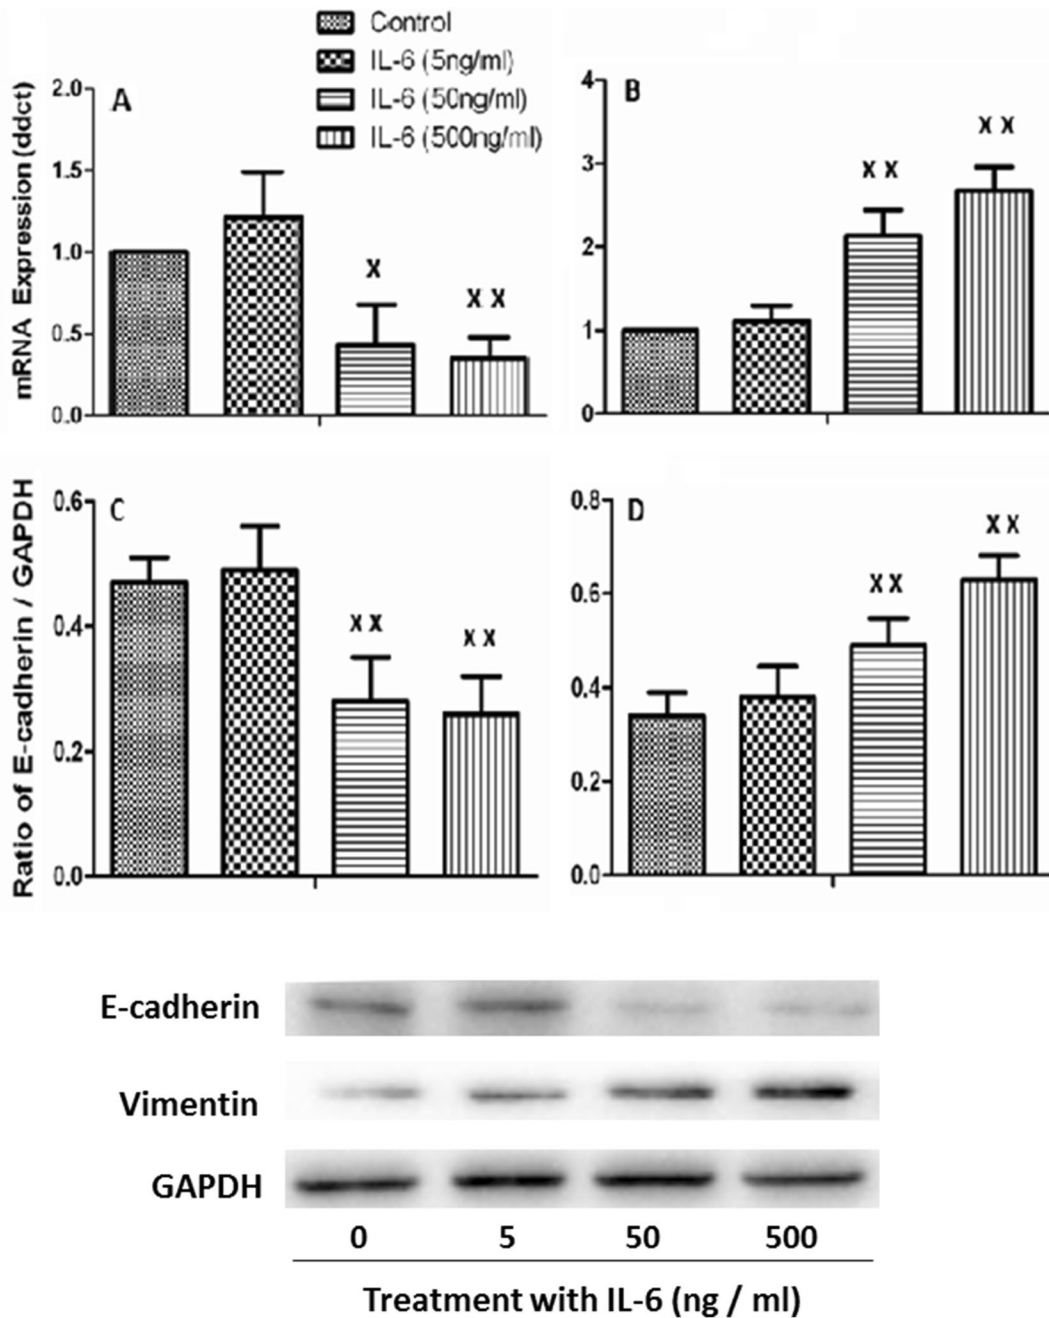 Control
IL-6 (5ng/ml)
IL-6 (50ng/ml)
IL-6 (500ng/ml)
mRNA Expression (ddct)
A
2.0
1.5
1.0
0.5
0.0
x
x x
B
4
3
2
1
0
x x
x x
Ratio of E-cadherin / GAPDH
C
0.6
0.4
0.2
0.0
x x
x x
D
0.8
0.6
0.4
0.2
0.0
x x
x x
E-cadherin
Vimentin
GAPDH
0 5 50 500
Treatment with IL-6 (ng / ml)